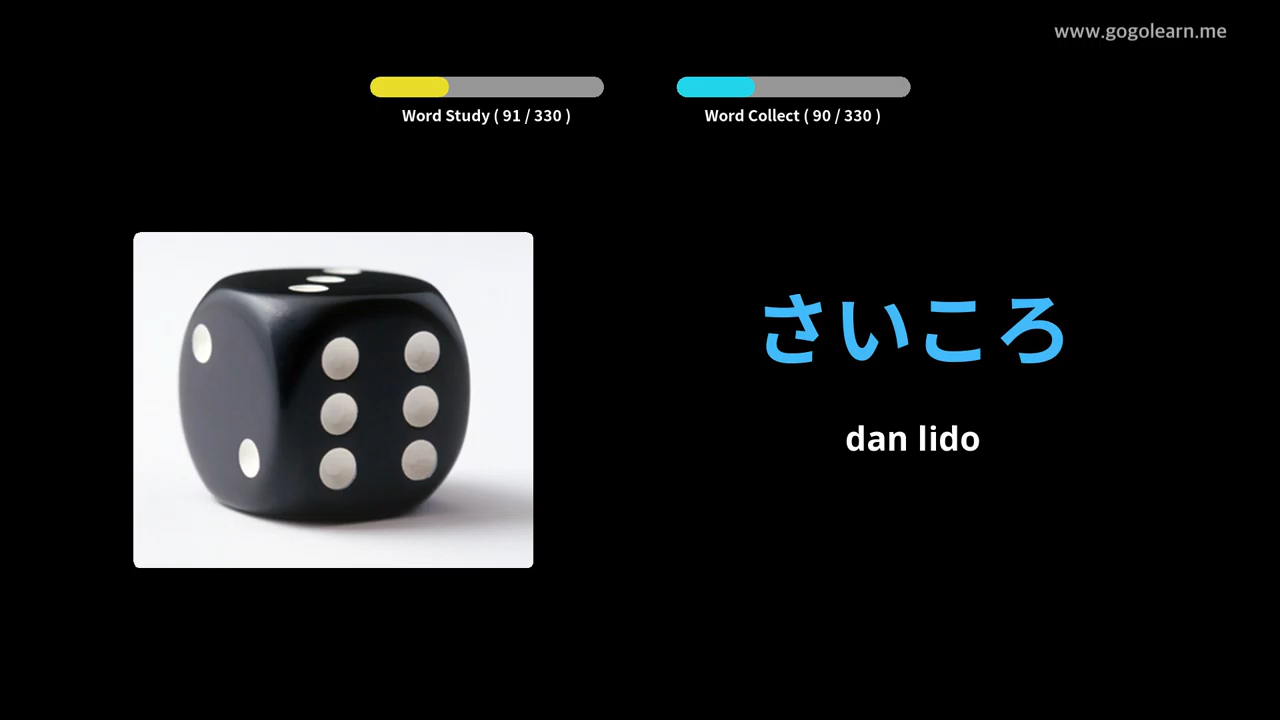 www.gogolearn.me
Word Study ( 91 / 330 )
Word Collect ( 90 / 330 )
さいころ
dan lido